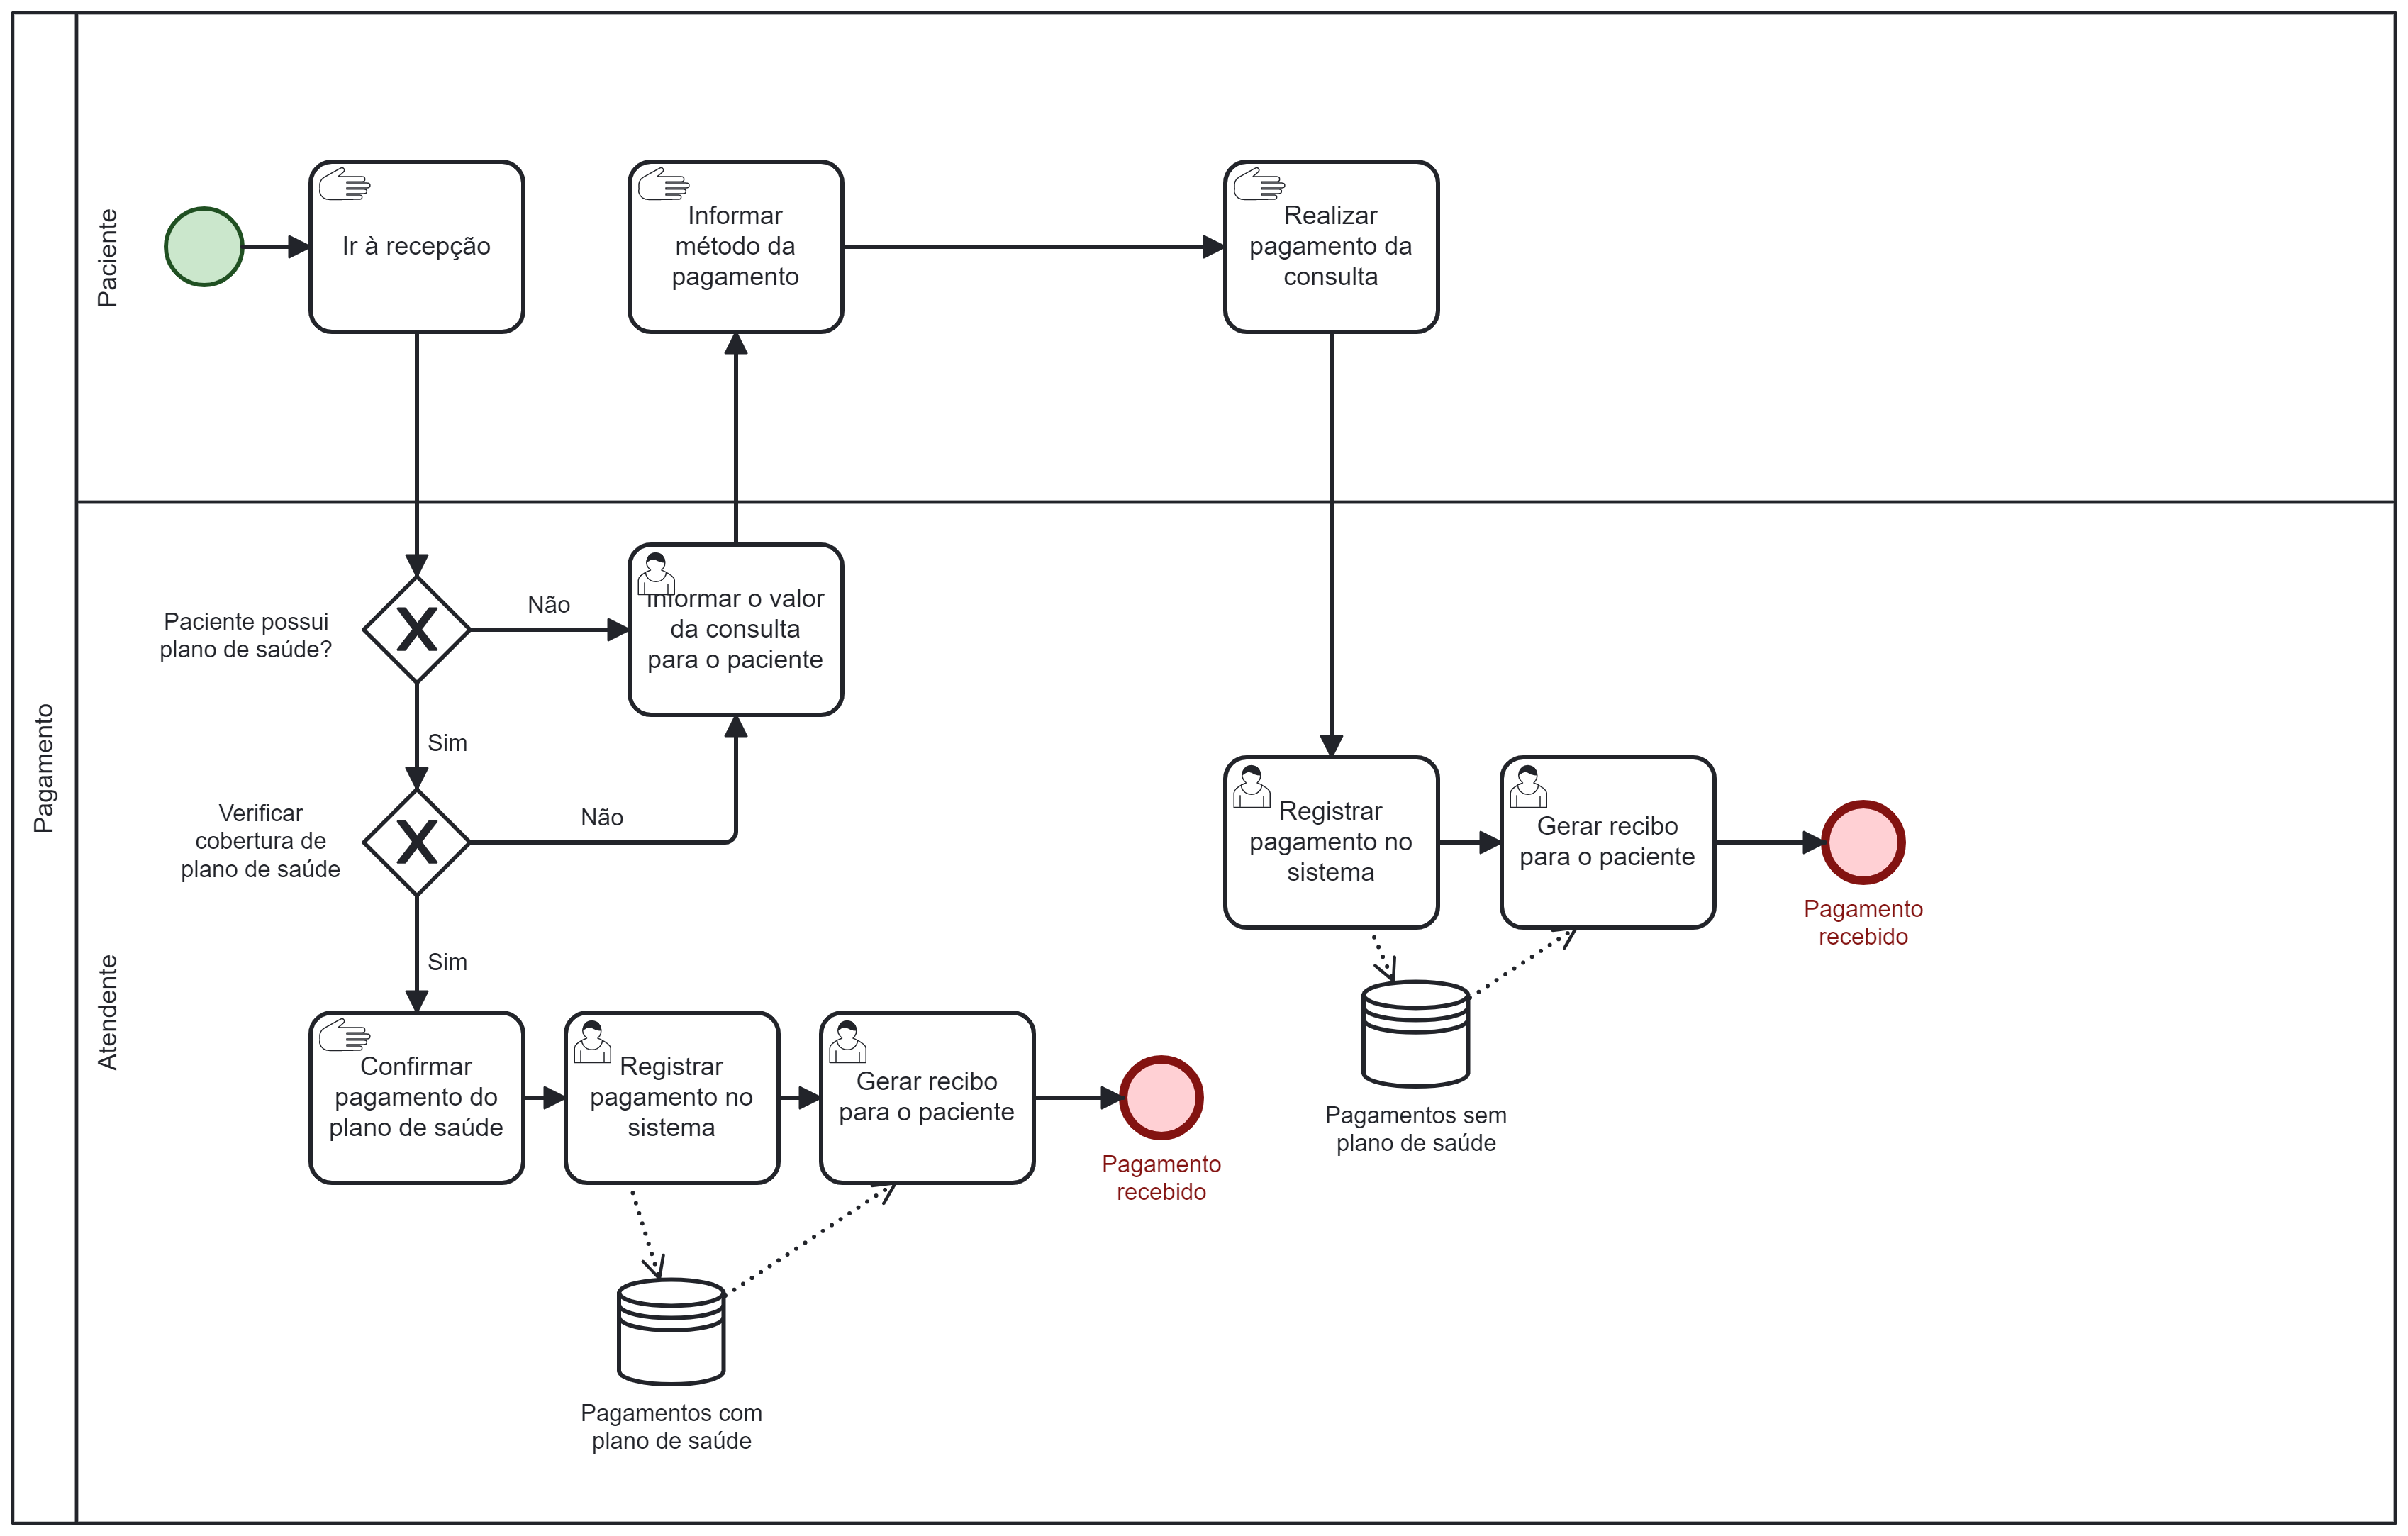 Pagamento
Paciente
Ir à recepção
Informar
método da
pagamento
Realizar
pagamento da
consulta
Atendente
Paciente possui
plano de saúde?
Não
Informar o valor
da consulta
para o paciente
Sim
Verificar
cobertura de
plano de saúde
Não
Sim
Registrar
pagamento no
sistema
Gerar recibo
para o paciente
Pagamento
recebido
Pagamentos sem
plano de saúde
Confirmar
pagamento do
plano de saúde
Registrar
pagamento no
sistema
Gerar recibo
para o paciente
Pagamento
recebido
Pagamentos com
plano de saúde